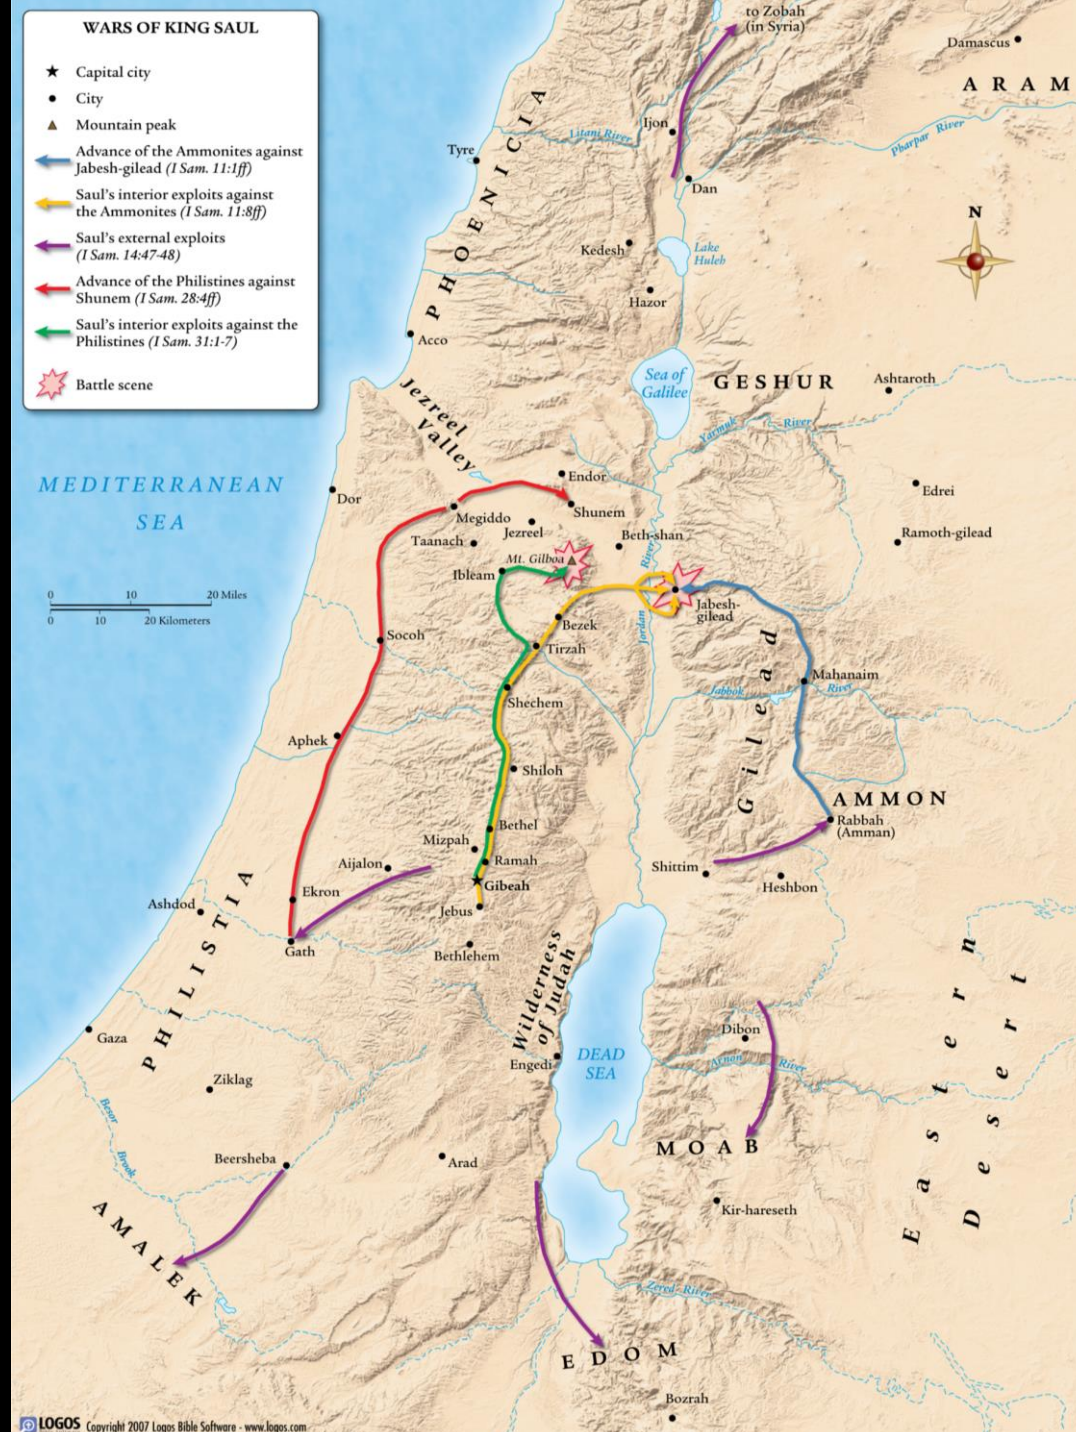 WARS OF KING SAUL
Capital city
City
Mountain peak
Advance of the Ammonites against
Jabesh-gilead (I Sam. 11:1ff)
Saul's interior exploits against
the Ammonites (I Sam. 11:8ff)
Saul's external exploits
(I Sam. 14:47-48)
Advance of the Philistines against
Shunem (I Sam. 28:4ff)
Saul's interior exploits against the
Philistines (I Sam. 31:1-7)
Battle scene
to Zobah
(in Syria)
Damascus
ARAM
PHOENICIA
Ijon
Litani River
Pharpar River
Tyre
Dan
N
Kedesh
Lake
Huleh
Hazor
Acco
Sea of
Galilee
GESHUR
Ashtaroth
Jezreel
Valley
Yarmuk River
MEDITERRANEAN
SEA
Dor
Endor
Edrei
Megiddo
Shunem
Jezreel
Taanach
Beth-shan
Ramoth-gilead
Mt. Gilboa
Ibleam
Jordan River
Jabesh-
gilead
0 10 20 Miles
0 10 20 Kilometers
Bezek
Socoh
Tirzah
Gilead
Mahanaim
Jabbok River
Shechem
Aphek
Shiloh
AMMON
Rabbah
(Amman)
Bethel
Mizpah
Ramah
Aijalon
Shittim
Heshbon
Gibeah
Ekron
Ashdod
Jebus
Gath
Bethlehem
PHILISTIA
Wilderness
of Judah
Eastern
Desert
Gaza
Dibon
Engedi
DEAD
SEA
Arnon River
Ziklag
Besor
Brook
MOAB
Beersheba
Arad
Kir-hareseth
AMALEK
Zered River
EDOM
Bozrah
LOGOS Copyright 2007 Logos Bible Software - www.logos.com